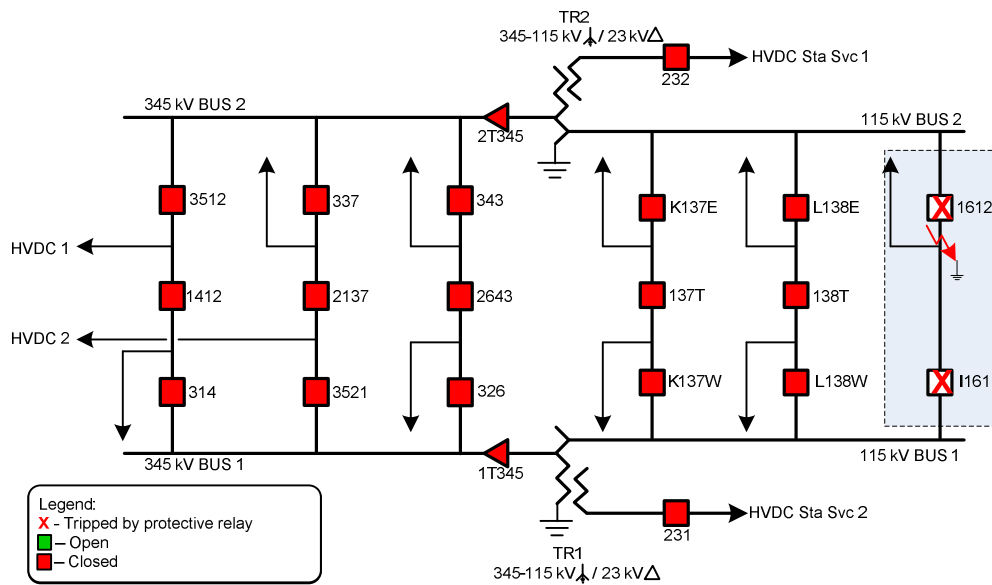 TR2
345-115 kV / 23 kV
HVDC Sta Svc 1
232
345 kV BUS 2
2T345
115 kV BUS 2
3512
337
343
K137E
L138E
1612
HVDC 1
1412
2137
2643
137T
138T
HVDC 2
314
3521
326
K137W
L138W
I161
345 kV BUS 1
1T345
115 kV BUS 1
Legend:
X - Tripped by protective relay
– Open
– Closed
HVDC Sta Svc 2
231
TR1
345-115 kV / 23 kV